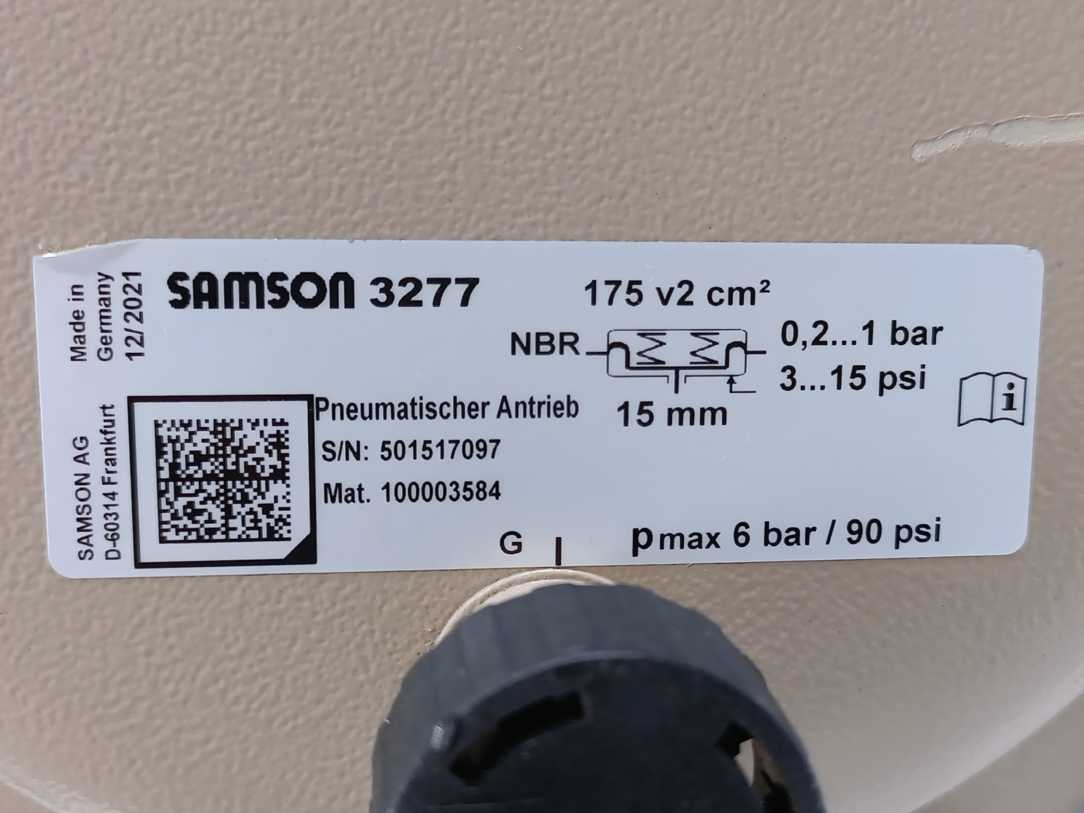 Made in
Germany
12/2021
SAMSON 3277
175 v2 cm²
NBR
0,2...1 bar
3...15 psi
15 mm
i
SAMSON AG
D-60314 Frankfurt
Pneumatischer Antrieb
S/N: 501517097
Mat. 100003584
G
pmax 6 bar / 90 psi